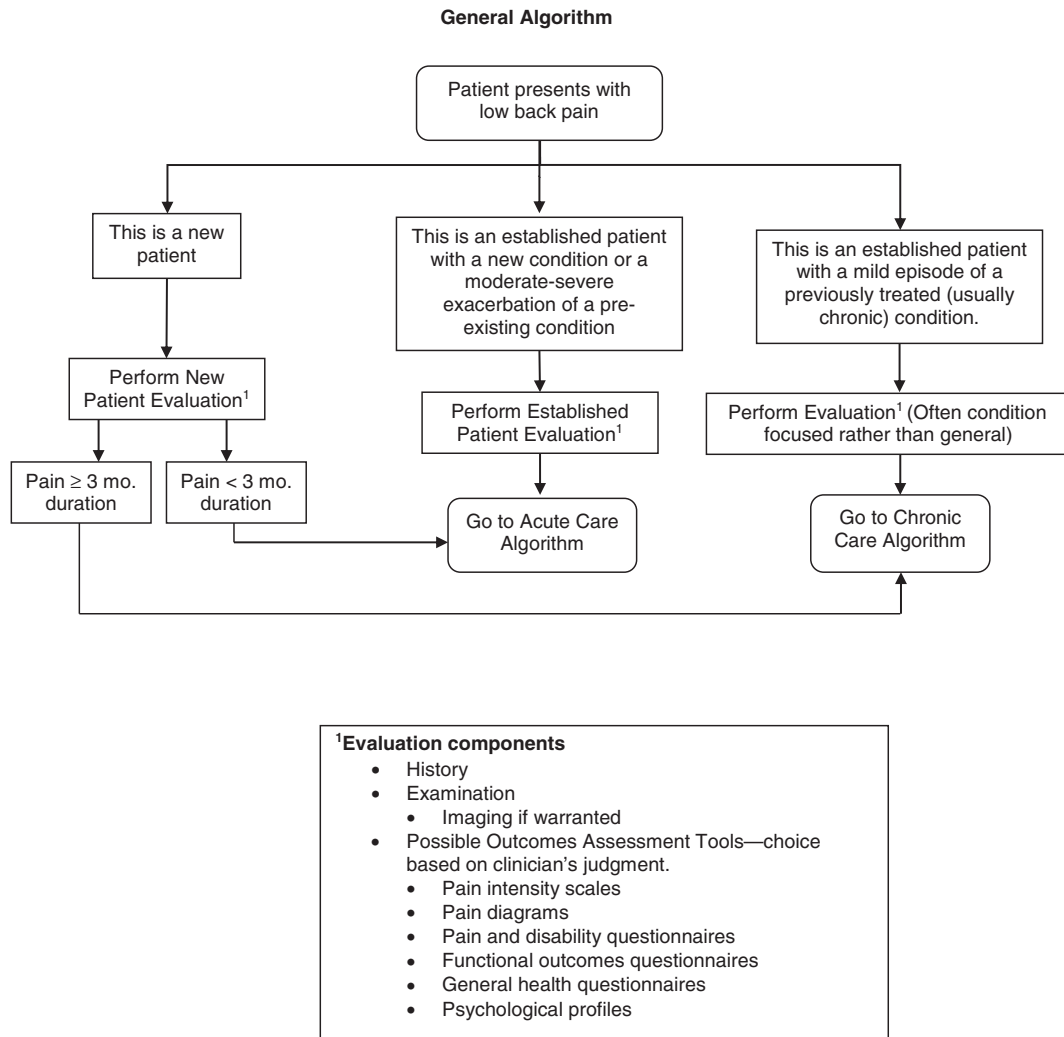 General Algorithm
Patient presents with
low back pain
This is a new
patient
This is an established patient
with a new condition or a
moderate-severe
exacerbation of a pre-
existing condition
This is an established patient
with a mild episode of a
previously treated (usually
chronic) condition.
Perform New
Patient Evaluation¹
Perform Established
Patient Evaluation¹
Perform Evaluation¹ (Often condition
focused rather than general)
Pain ≥ 3 mo.
duration
Pain < 3 mo.
duration
Go to Acute Care
Algorithm
Go to Chronic
Care Algorithm
¹Evaluation components
• History
• Examination
• Imaging if warranted
• Possible Outcomes Assessment Tools—choice
based on clinician's judgment.
• Pain intensity scales
• Pain diagrams
• Pain and disability questionnaires
• Functional outcomes questionnaires
• General health questionnaires
• Psychological profiles